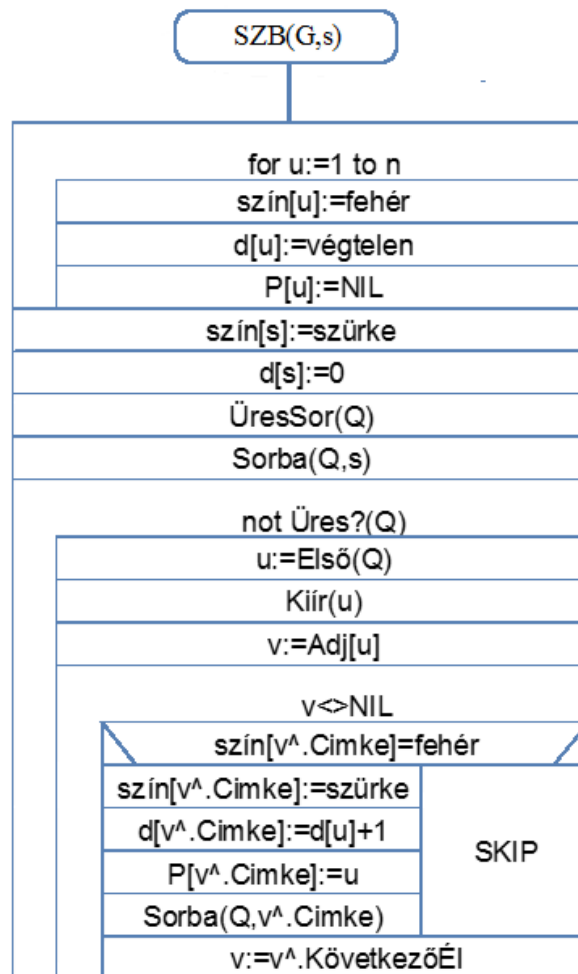 SZB(G,s)
for u:=1 to n
szín[u]:=fehér
d[u]:=végtelen
P[u]:=NIL
szín[s]:=szürke
d[s]:=0
ÜresSor(Q)
Sorba(Q,s)
not Üres?(Q)
u:=Első(Q)
Kiír(u)
v:=Adj[u]
v<>NIL
szín[v^.Cimke]=fehér
szín[v^.Cimke]:=szürke
d[v^.Cimke]:=d[u]+1
P[v^.Cimke]:=u
Sorba(Q,v^.Cimke)
SKIP
v:=v^.KövetkezőÉl